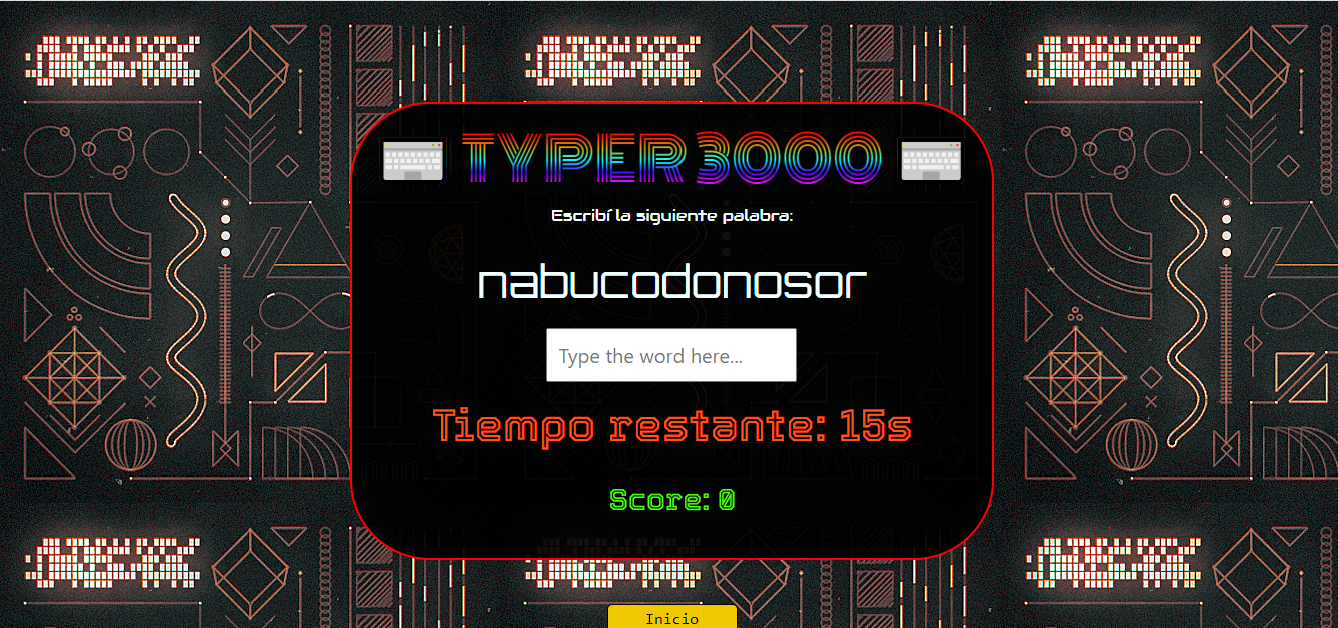 TYPER 3000
Escribí la siguiente palabra:
nabucodonosor
Type the word here...
Tiempo restante: 15s
Score: 0
Inicio